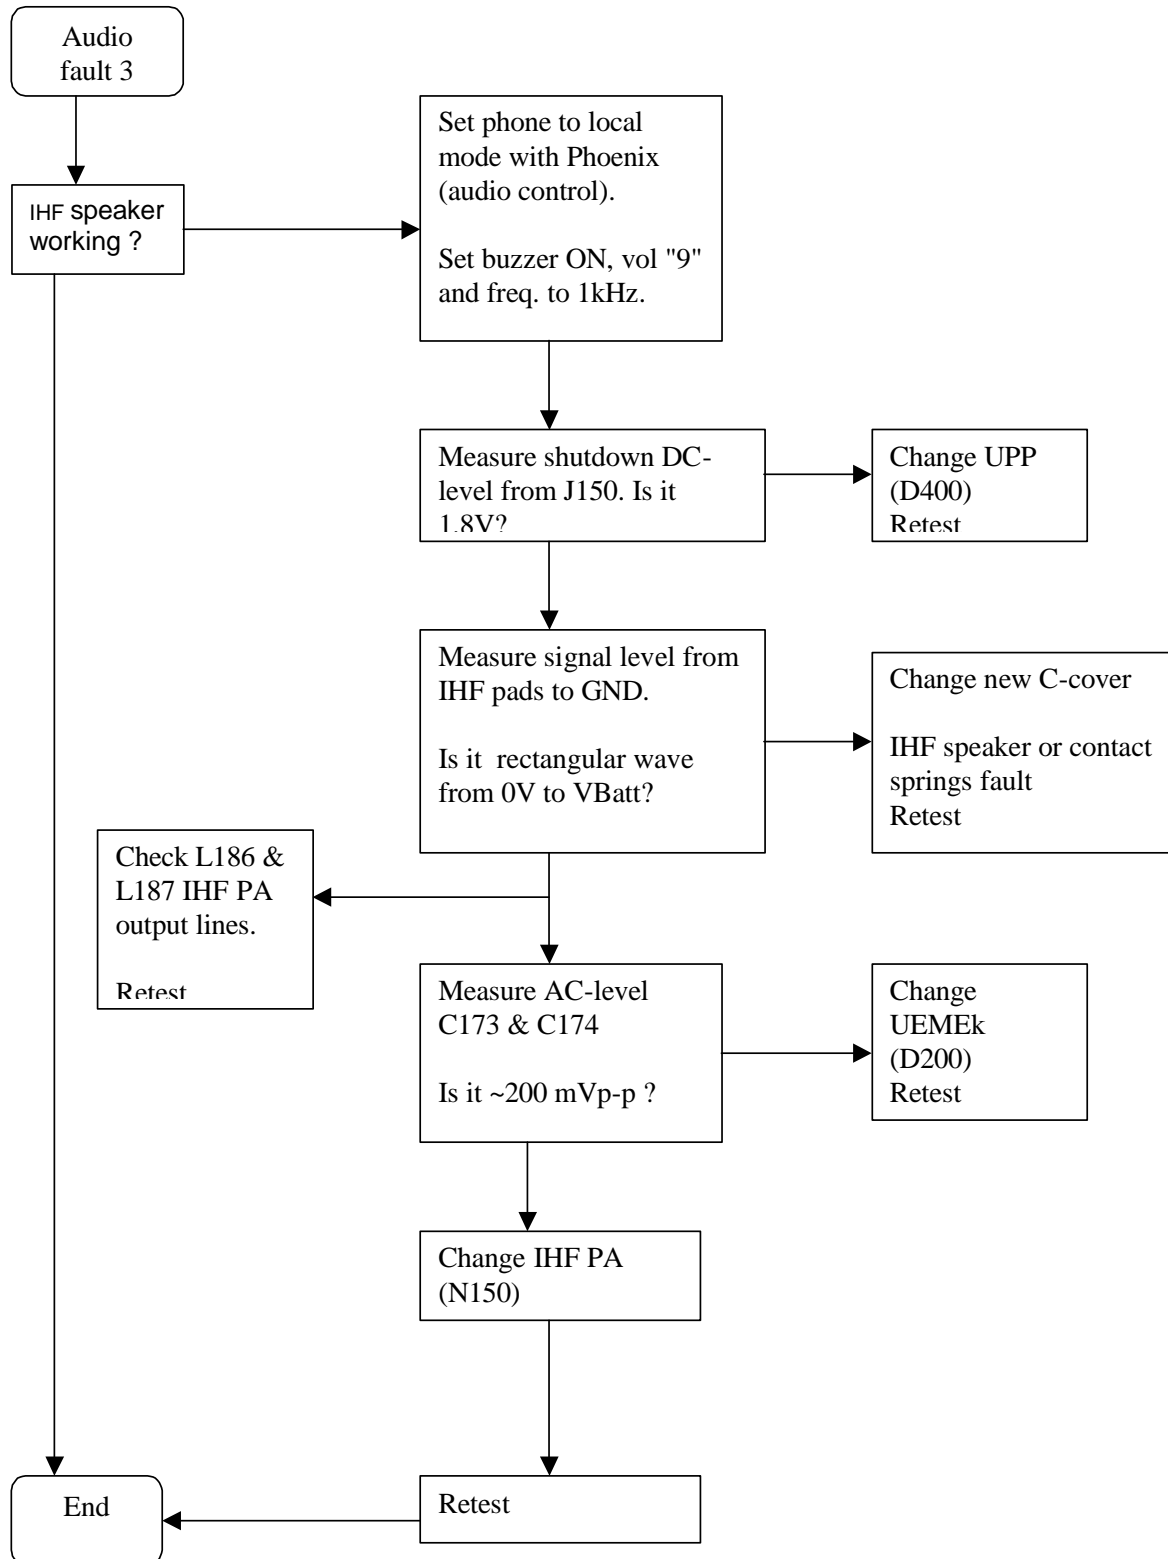 Audio
fault 3
IHF speaker
working ?
Set phone to local
mode with Phoenix
(audio control).
Set buzzer ON, vol "9"
and freq. to 1kHz.
Measure shutdown DC-
level from J150. Is it
1.8V?
Change UPP
(D400)
Retest
Measure signal level from
IHF pads to GND.
Is it  rectangular wave
from 0V to VBatt?
Change new C-cover
IHF speaker or contact
springs fault
Retest
Check L186 &
L187 IHF PA
output lines.
Retest
Measure AC-level
C173 & C174
Is it ~200 mVp-p ?
Change
UEMEk
(D200)
Retest
Change IHF PA
(N150)
Retest
End